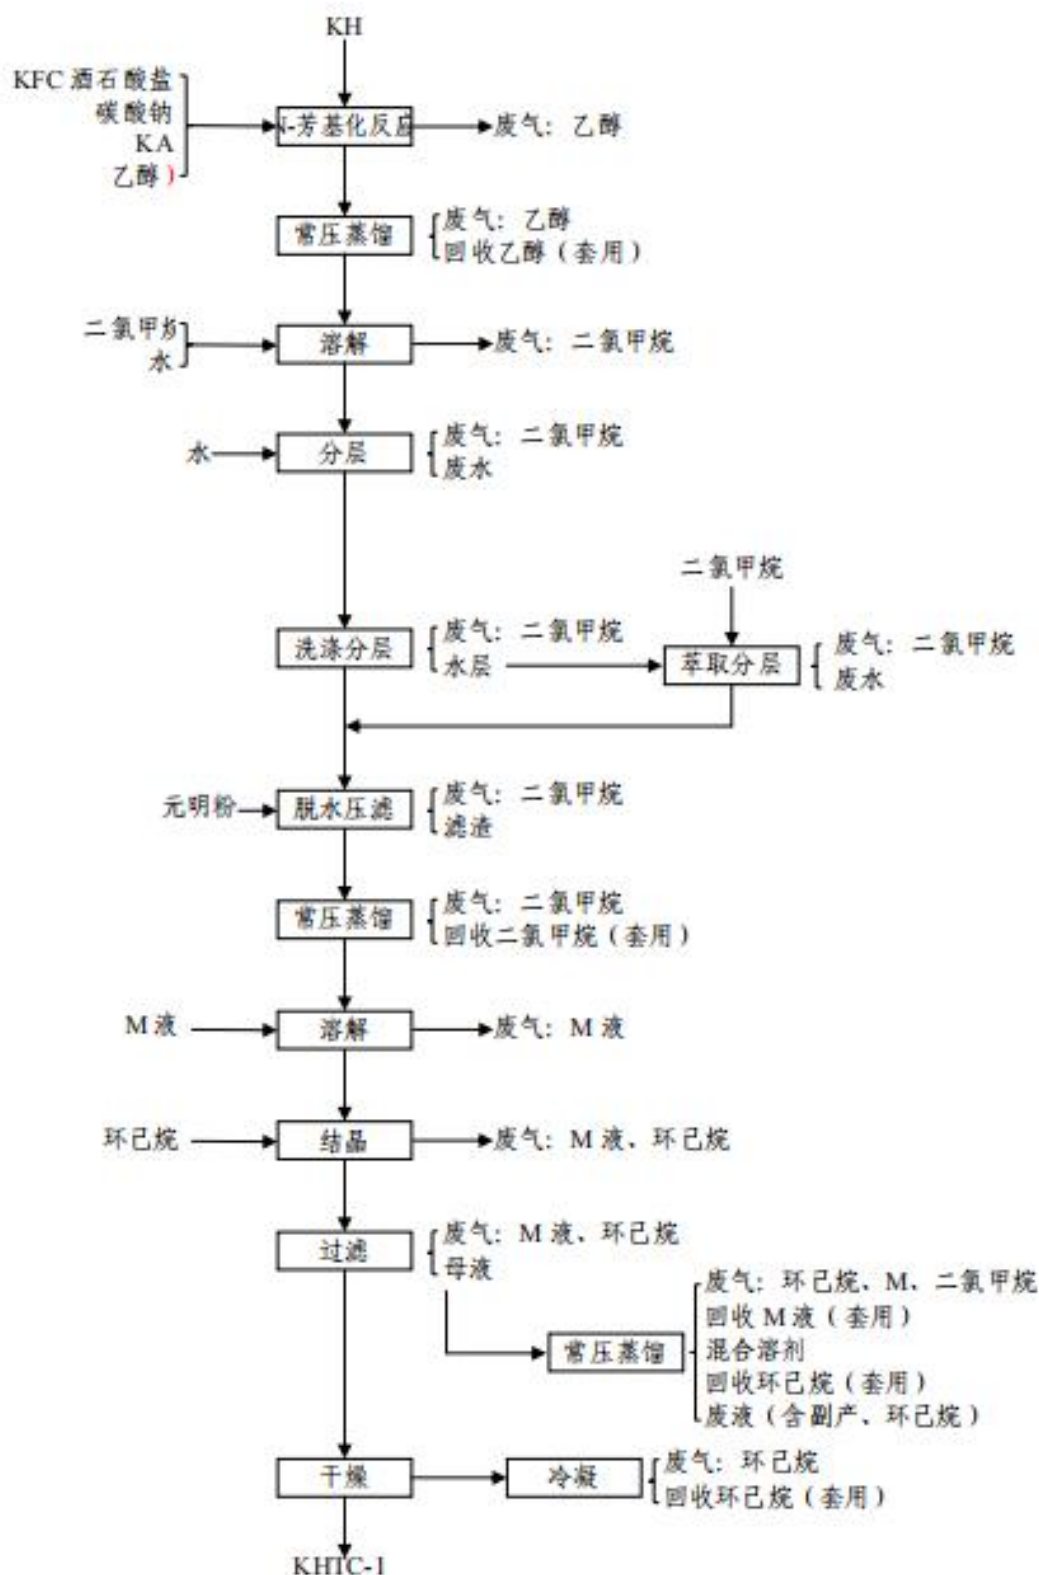 KH
KFC 酒石酸盐
碳酸钠
KA
乙醇)
N-芳基化反应
废气：乙醇
常压蒸馏
废气：乙醇
回收乙醇（套用）
二氯甲烷
水
溶解
废气：二氯甲烷
水
分层
废气：二氯甲烷
废水
二氯甲烷
洗涤分层
废气：二氯甲烷
水层
萃取分层
废气：二氯甲烷
废水
元明粉
脱水压滤
废气：二氯甲烷
滤渣
常压蒸馏
废气：二氯甲烷
回收二氯甲烷（套用）
M 液
溶解
废气：M 液
环己烷
结晶
废气：M 液、环己烷
过滤
废气：M 液、环己烷
母液
常压蒸馏
废气：环己烷、M、二氯甲烷
回收 M 液（套用）
混合溶剂
回收环己烷（套用）
废液（含副产、环己烷）
干燥
冷凝
废气：环己烷
回收环己烷（套用）
KHTC-1